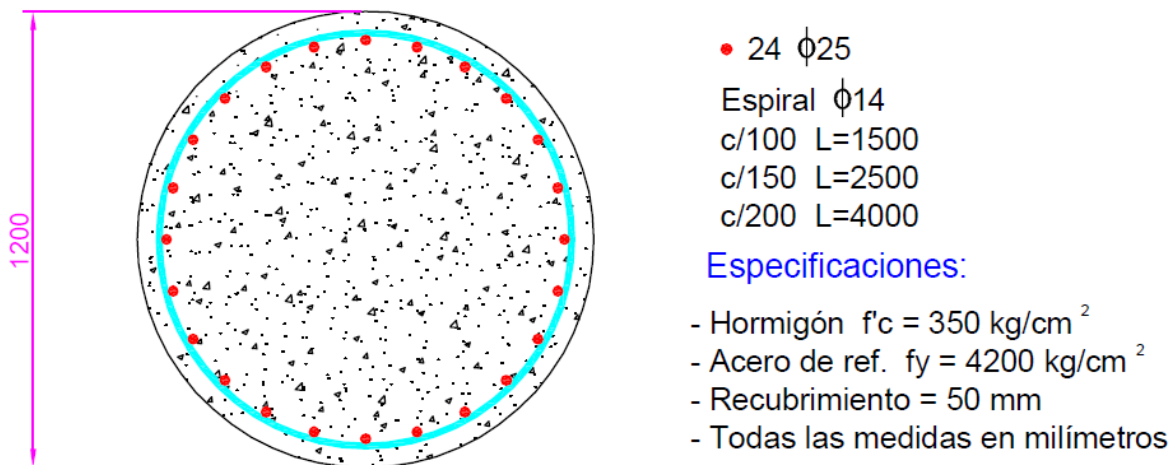 1200
24 ϕ25
Espiral ϕ14
c/100 L=1500
c/150 L=2500
c/200 L=4000
Especificaciones:
- Hormigón f'c = 350 kg/cm ²
- Acero de ref. fy = 4200 kg/cm ²
- Recubrimiento = 50 mm
- Todas las medidas en milímetros